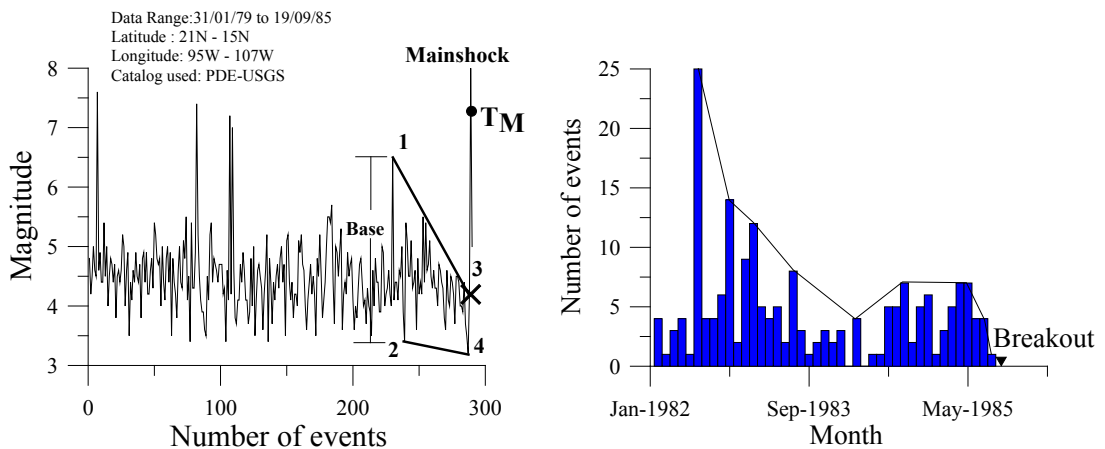 Data Range:31/01/79 to 19/09/85
Latitude : 21N - 15N
Longitude: 95W - 107W
Catalog used: PDE-USGS
Mainshock
TM
1
Base
3
2
4
8
7
6
5
4
3
Magnitude
0 100 200 300
Number of events
25
20
15
10
5
0
Number of events
Breakout
Jan-1982 Sep-1983 May-1985
Month